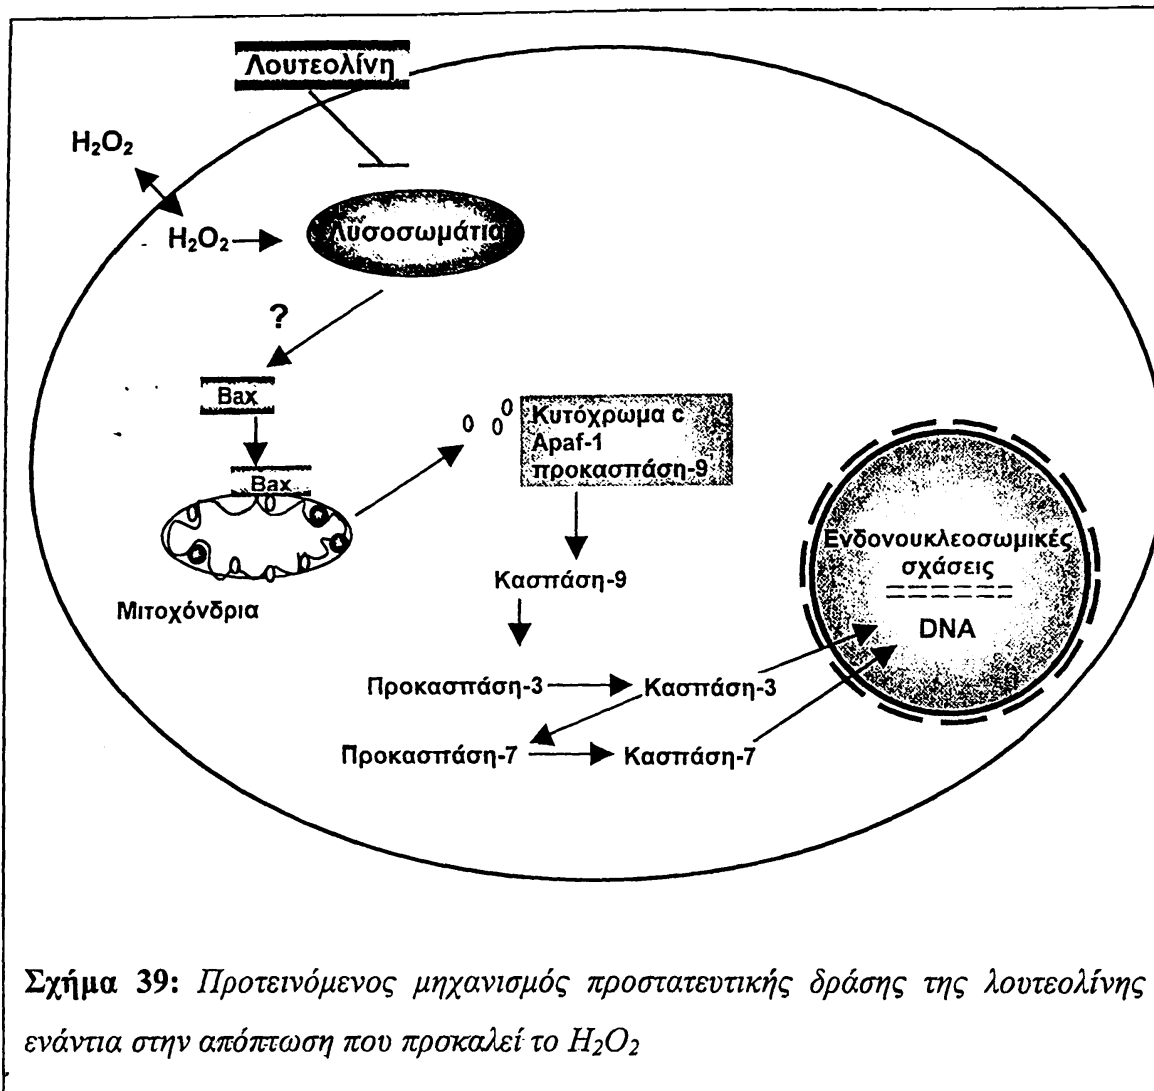 Λουτεολίνη
H₂O₂
H₂O₂
Λυσοσωμάτια
?
Bax
Bax
Κυτόχρωμα c
Apaf-1
προκασπάση-9
Κασπάση-9
Μιτοχόνδρια
Ενδονουκλεοσωμικές
σχάσεις
DNA
Προκασπάση-3
Κασπάση-3
Προκασπάση-7
Κασπάση-7
Σχήμα 39: Προτεινόμενος μηχανισμός προστατευτικής δράσης της λουτεολίνης
ενάντια στην απόπτωση που προκαλεί το H₂O₂